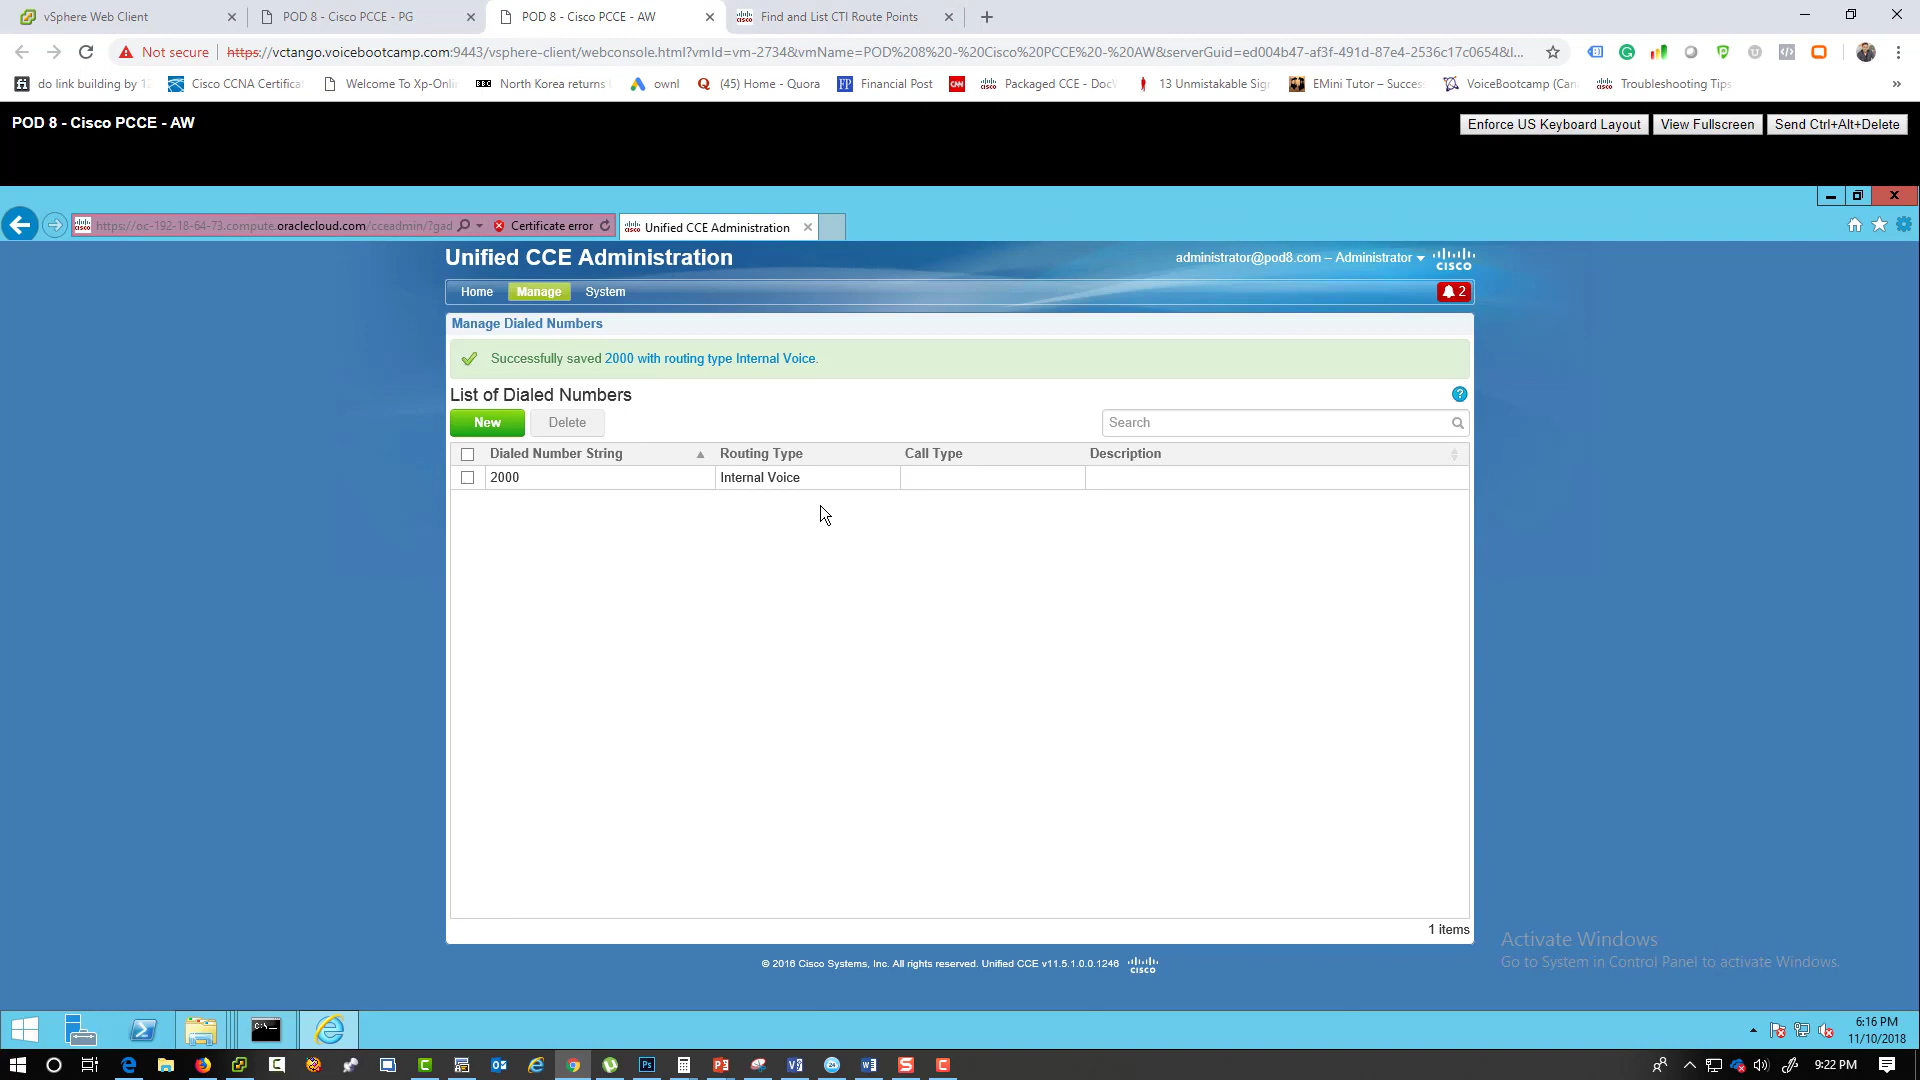 vSphere Web Client
POD 8 - Cisco PCCE - PG
POD 8 - Cisco PCCE - AW
Find and List CTI Route Points
Not secure
https://vctango.voicebootcamp.com:9443/vsphere-client/webconsole.html?vmId=vm-2734&vmName=POD%208%20-%20Cisco%20PCCE%20-%20AW&serverGuid=ed004b47-af3f-491d-87e4-2536c17c0654&l...
do link building by 1
Cisco CCNA Certificat
Welcome To Xp-Onlin
North Korea returns
ownl
(45) Home - Quora
Financial Post
Packaged CCE - DocW
13 Unmistakable Sig
EMini Tutor – Succes
VoiceBootcamp (Can
Troubleshooting Tips
POD 8 - Cisco PCCE - AW
Enforce US Keyboard Layout
View Fullscreen
Send Ctrl+Alt+Delete
https://oc-192-18-64-73.compute.oraclecloud.com/cceadmin/?gad
Certificate error
Unified CCE Administration
Unified CCE Administration
administrator@pod8.com – Administrator
CISCO
Home
Manage
System
2
Manage Dialed Numbers
Successfully saved 2000 with routing type Internal Voice.
List of Dialed Numbers
New
Delete
Search
Dialed Number String
Routing Type
Call Type
Description
2000
Internal Voice
1 items
Activate Windows
Go to System in Control Panel to activate Windows.
© 2016 Cisco Systems, Inc. All rights reserved. Unified CCE v11.5.1.0.0.1246
CISCO
6:16 PM
11/10/2018
9:22 PM